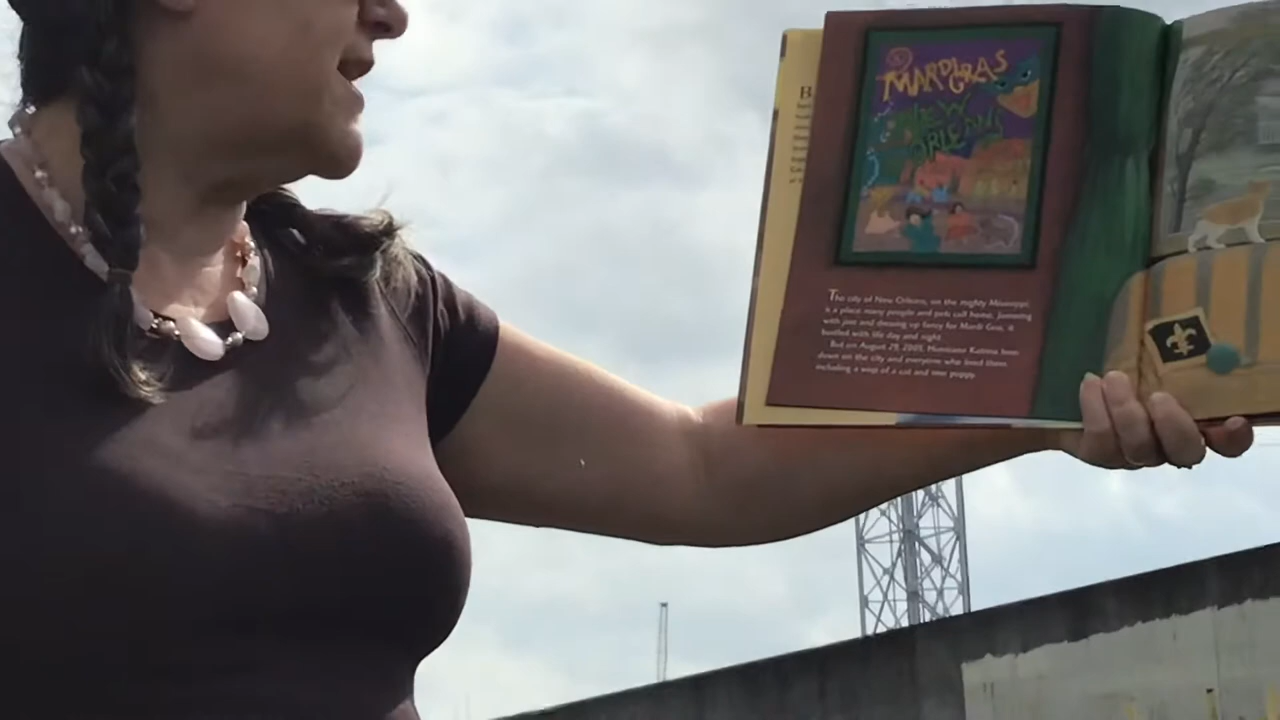 MARDI GRAS
NEW
ORLEANS
The city of New Orleans, on the mighty Mississippi,
is a place many people and pets call home. Jamming
with jazz and dressing up fancy for Mardi Gras, it
bustled with life day and night.
But on August 29, 2005, Hurricane Katrina bore
down on the city and everyone who lived there,
including a wisp of a cat and one puppy.
B